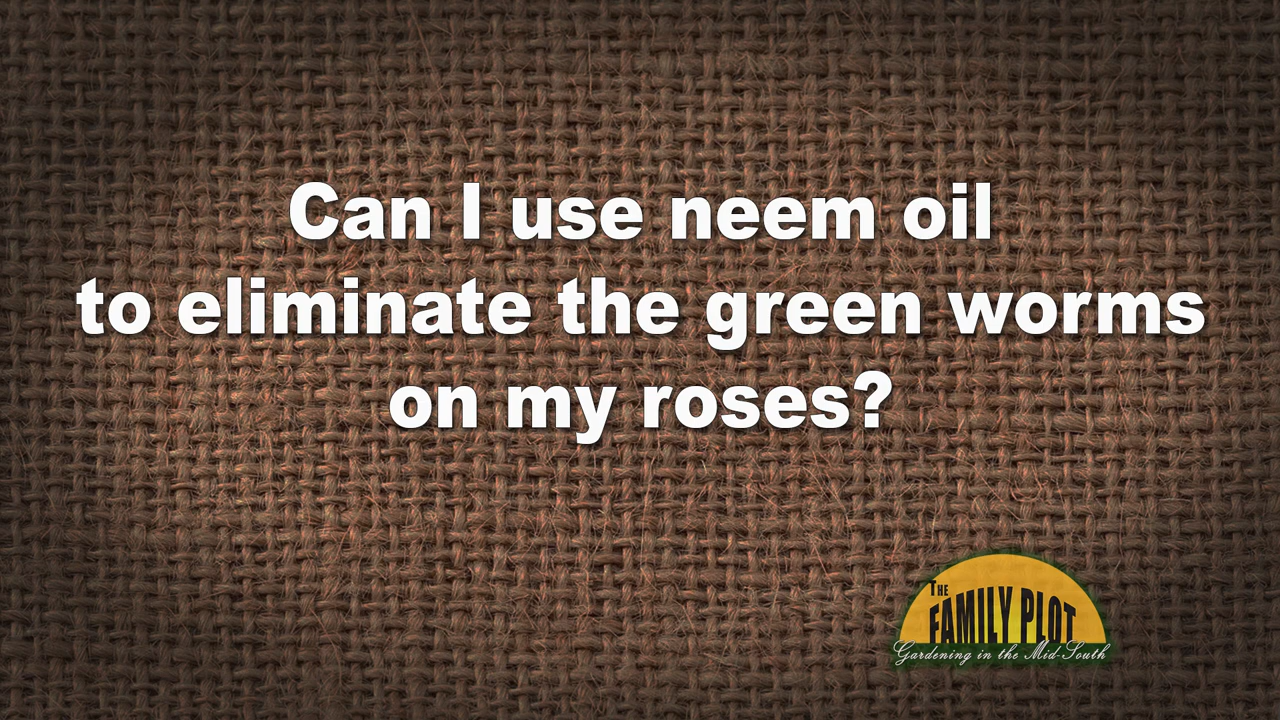 Can I use neem oil
to eliminate the green worms
on my roses?
THE
FAMILY PLOT
Gardening in the Mid-South